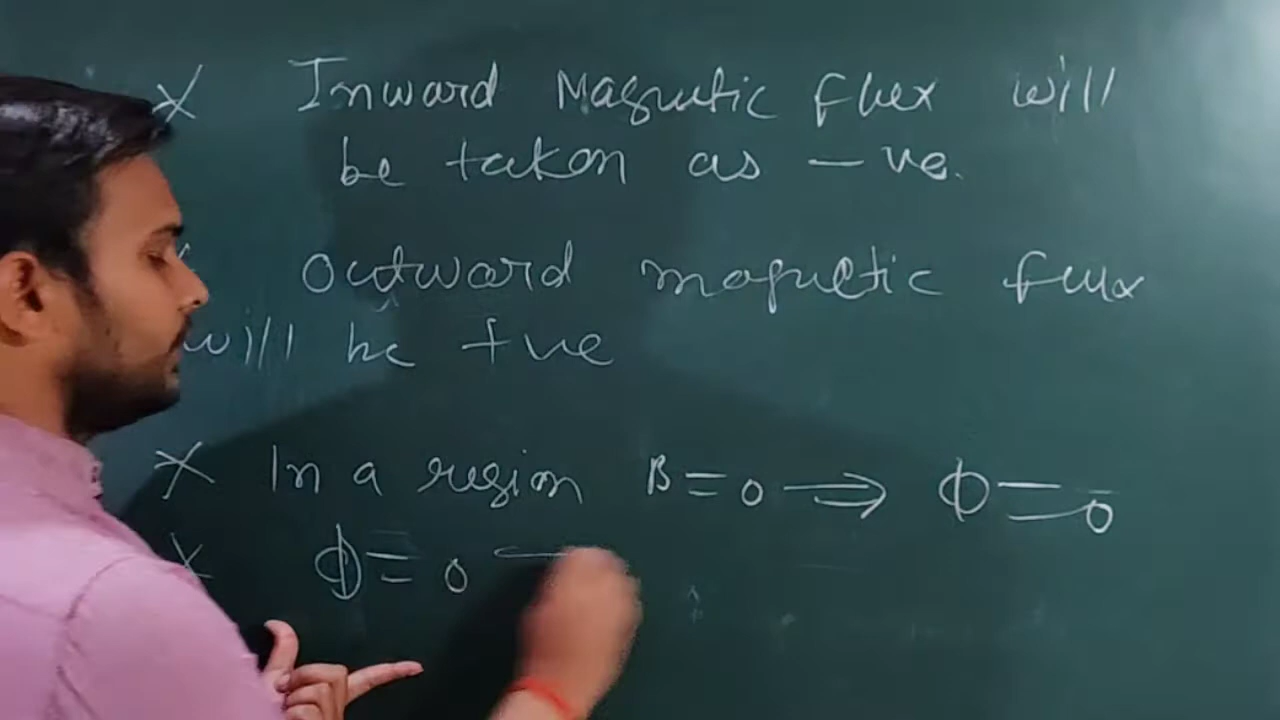 X Inward Magnetic flux will
be taken as -ve.
outward magnetic flux
will be +ve
X In a region B = 0 ⟹ Φ = 0
X Φ = 0